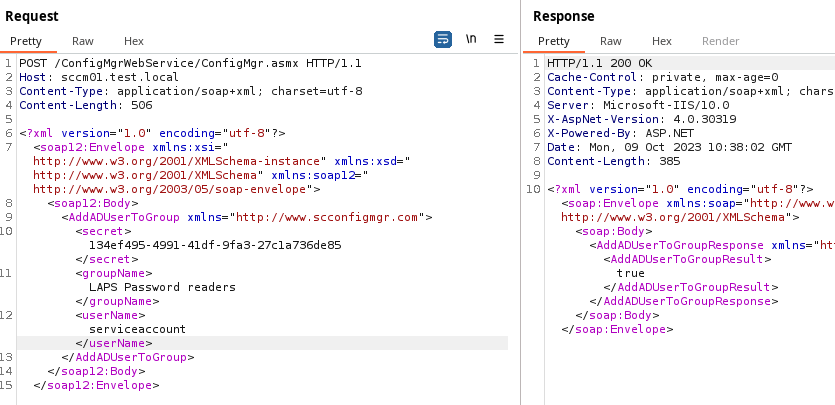 Request
Pretty Raw Hex
\n
1 POST /ConfigMgrWebService/ConfigMgr.asmx HTTP/1.1
2 Host: sccm01.test.local
3 Content-Type: application/soap+xml; charset=utf-8
4 Content-Length: 506
5
6 <?xml version="1.0" encoding="utf-8"?>
7 <soap12:Envelope xmlns:xsi="
http://www.w3.org/2001/XMLSchema-instance" xmlns:xsd="
http://www.w3.org/2001/XMLSchema" xmlns:soap12="
http://www.w3.org/2003/05/soap-envelope">
8 <soap12:Body>
9 <AddADUserToGroup xmlns="http://www.scconfigmgr.com">
10 <secret>
134ef495-4991-41df-9fa3-27c1a736de85
</secret>
11 <groupName>
LAPS Password readers
</groupName>
12 <userName>
serviceaccount
</userName>
13 </AddADUserToGroup>
14 </soap12:Body>
15 </soap12:Envelope>
Response
Pretty Raw Hex Render
1 HTTP/1.1 200 OK
2 Cache-Control: private, max-age=0
3 Content-Type: application/soap+xml; chars
4 Server: Microsoft-IIS/10.0
5 X-AspNet-Version: 4.0.30319
6 X-Powered-By: ASP.NET
7 Date: Mon, 09 Oct 2023 10:38:02 GMT
8 Content-Length: 385
9
10 <?xml version="1.0" encoding="utf-8"?>
<soap:Envelope xmlns:soap="http://www.w
http://www.w3.org/2001/XMLSchema">
<soap:Body>
<AddADUserToGroupResponse xmlns="ht
<AddADUserToGroupResult>
true
</AddADUserToGroupResult>
</AddADUserToGroupResponse>
</soap:Body>
</soap:Envelope>